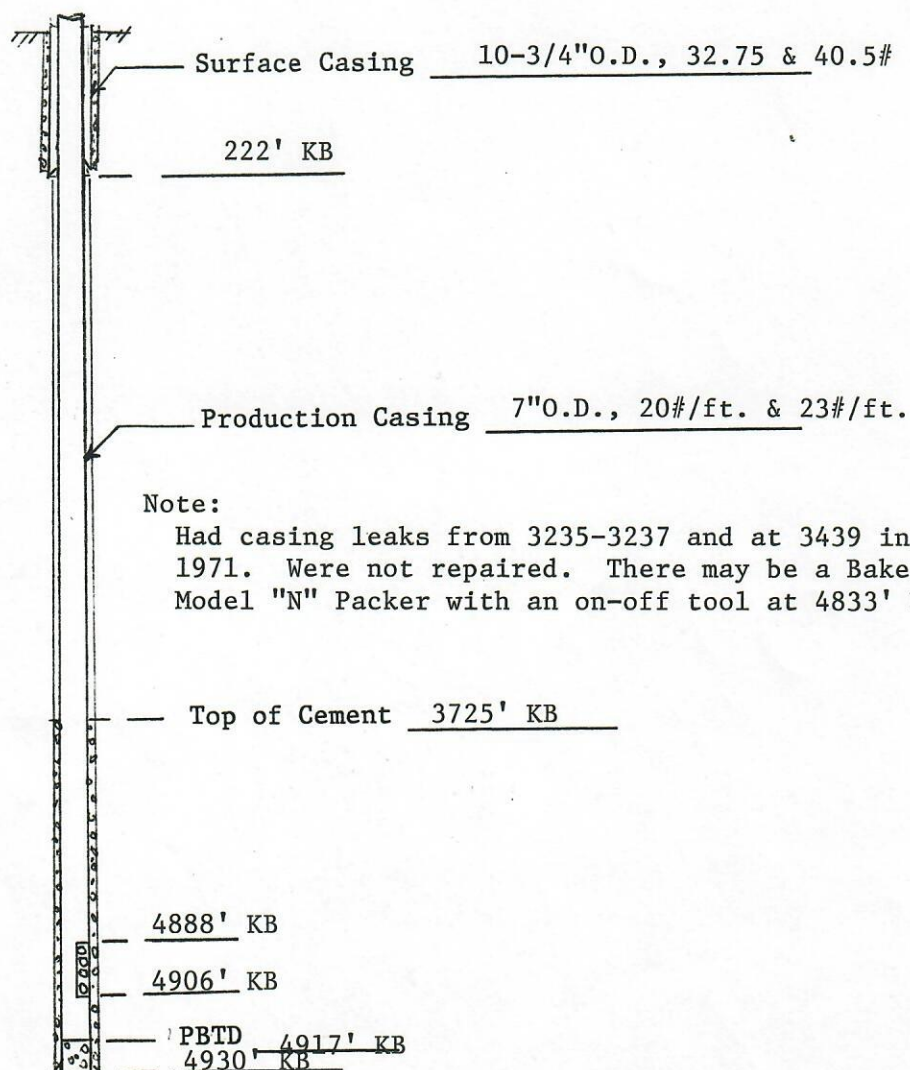 Surface Casing 10-3/4"O.D., 32.75 & 40.5#
222' KB
Production Casing 7"O.D., 20#/ft. & 23#/ft.
Note:
Had casing leaks from 3235-3237 and at 3439 in
1971. Were not repaired. There may be a Bake
Model "N" Packer with an on-off tool at 4833'
Top of Cement 3725' KB
4888' KB
4906' KB
PBTD 4917' KB
4930' KB